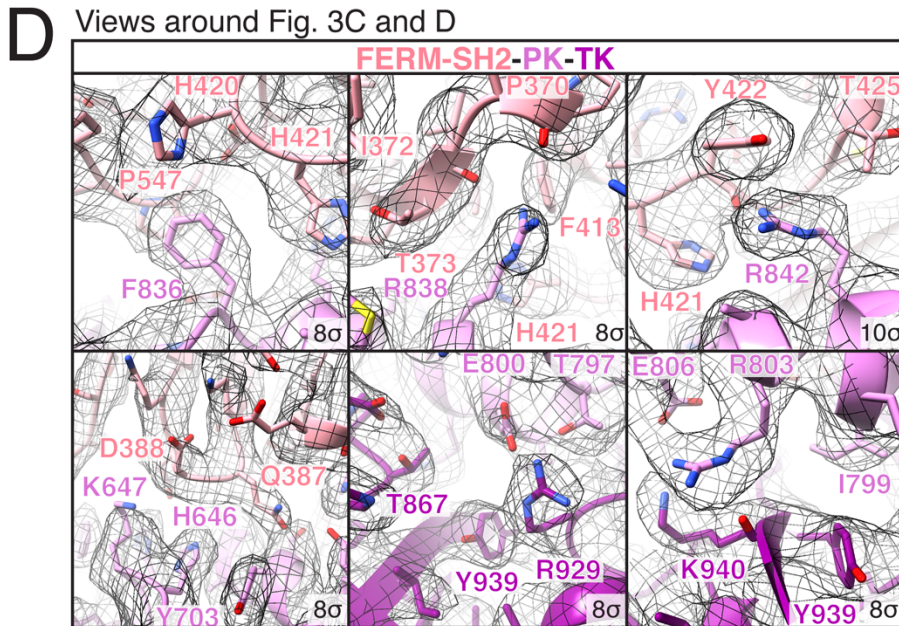 D Views around Fig. 3C and D
FERM-SH2-PK-TK
H420
H421
P547
F836
8σ
P370
I372
F413
T373
R838
H421
8σ
Y422
T425
R842
H421
10σ
D388
Q387
K647
H646
Y703
8σ
E800
T797
T867
R929
Y939
8σ
E806
R803
I799
K940
Y939
8σ